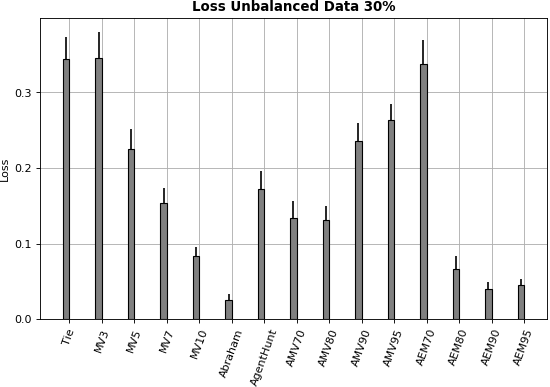 Loss Unbalanced Data 30%
Loss
0.3
0.2
0.1
0.0
Tie
MV3
MV5
MV7
MV10
Abraham
AgentHunt
AMV70
AMV80
AMV90
AMV95
AEM70
AEM80
AEM90
AEM95